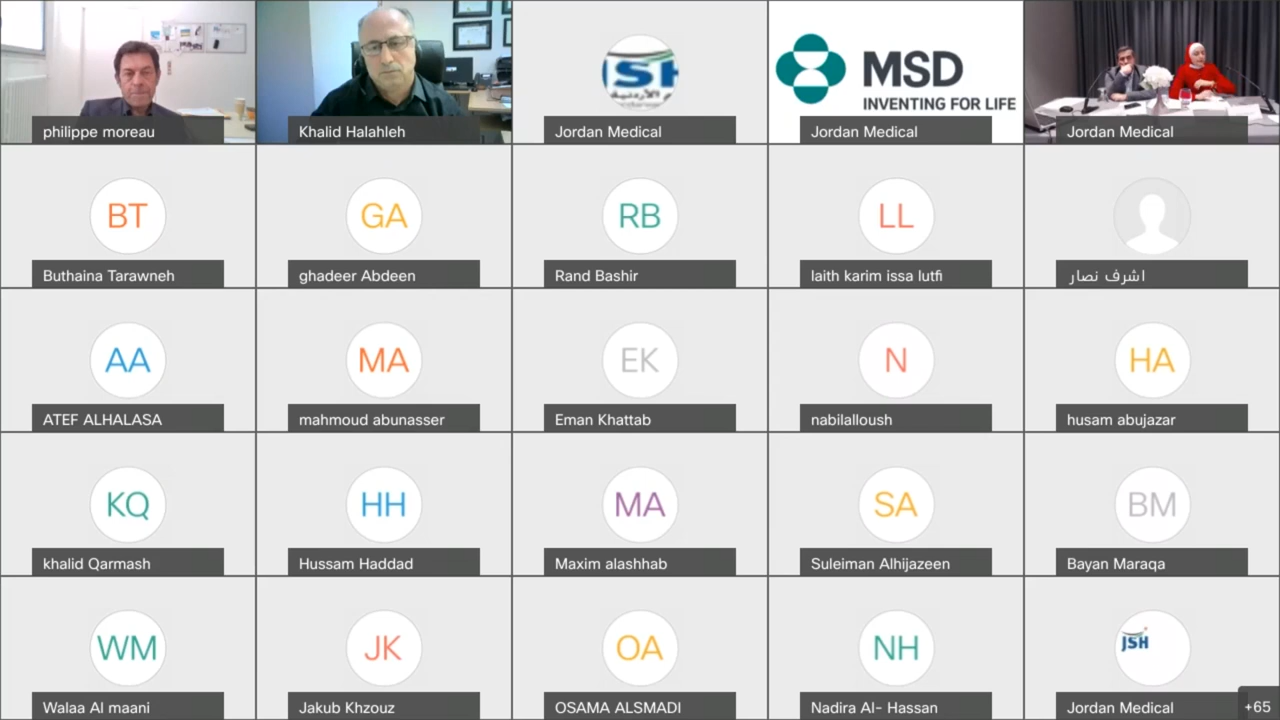 philippe moreau
Khalid Halahleh
JSH
Jordan Medical
MSD
INVENTING FOR LIFE
Jordan Medical
Jordan Medical
BT
Buthaina Tarawneh
GA
ghadeer Abdeen
RB
Rand Bashir
LL
laith karim issa lutfi
اشرف نصار
AA
ATEF ALHALASA
MA
mahmoud abunasser
EK
Eman Khattab
N
nabilalloush
HA
husam abujazar
KQ
khalid Qarmash
HH
Hussam Haddad
MA
Maxim alashhab
SA
Suleiman Alhijazeen
BM
Bayan Maraqa
WM
Walaa Al maani
JK
Jakub Khzouz
OA
OSAMA ALSMADI
NH
Nadira Al- Hassan
JSH
Jordan Medical
+65